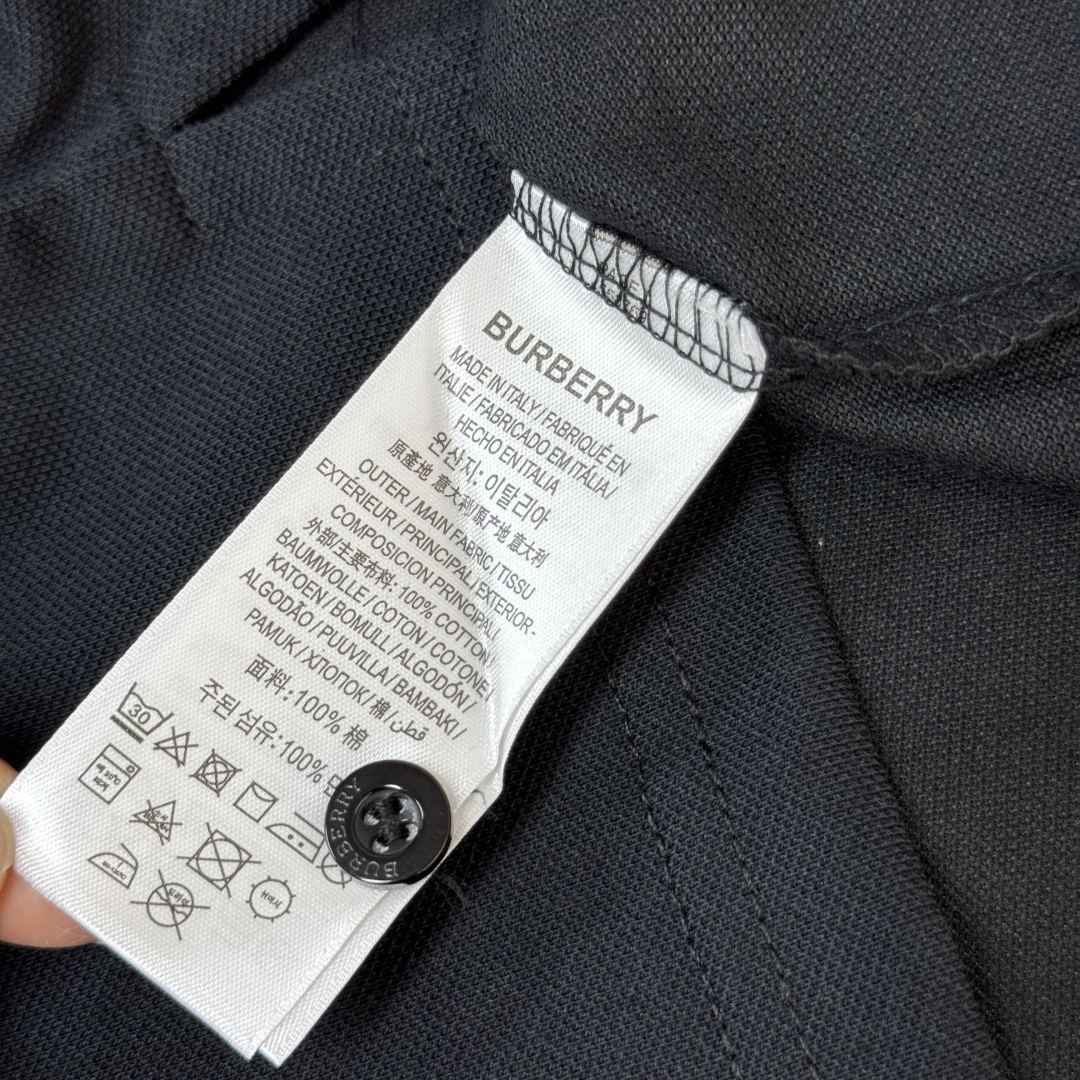 BURBERRY
MADE IN ITALY / FABRIQUÉ EN
ITALIE / FABRICADO EM ITÁLIA /
HECHO EN ITALIA
원산지: 이탈리아
原產地 意大利/原产地 意大利
OUTER / MAIN FABRIC / TISSU
EXTÉRIEUR / PRINCIPAL / EXTERIOR-
COMPOSICION PRINCIPAL/
外部/主要布料: 100% COTTON/
BAUMWOLLE / COTON / COTONE /
KATOEN / BOMULL / ALGODÓN /
ALGODÃO / PUUVILLA / BAMBAKI /
PAMUK / ХΤΟΠΟΚ / 棉 / قطن
面料: 100% 棉
주된 섬유: 100%
30
BURBERRY